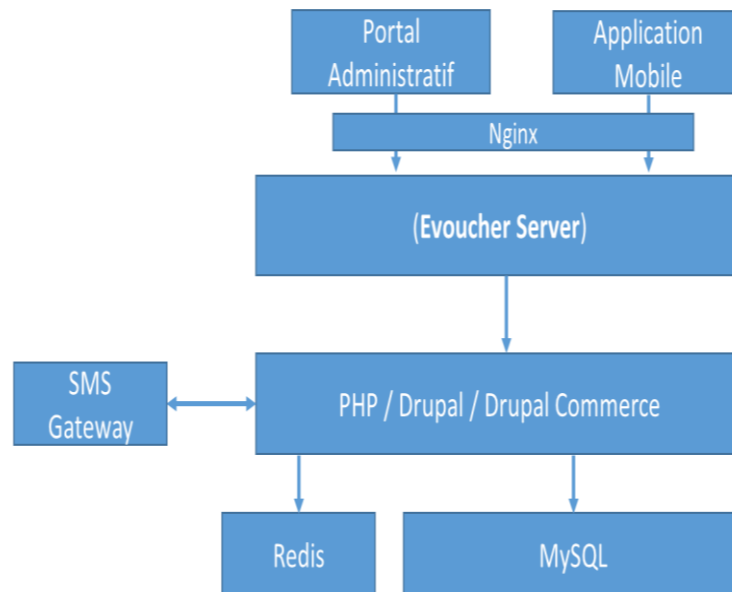 Portal
Administratif
Application
Mobile
Nginx
(Evoucher Server)
SMS
Gateway
PHP / Drupal / Drupal Commerce
Redis
MySQL